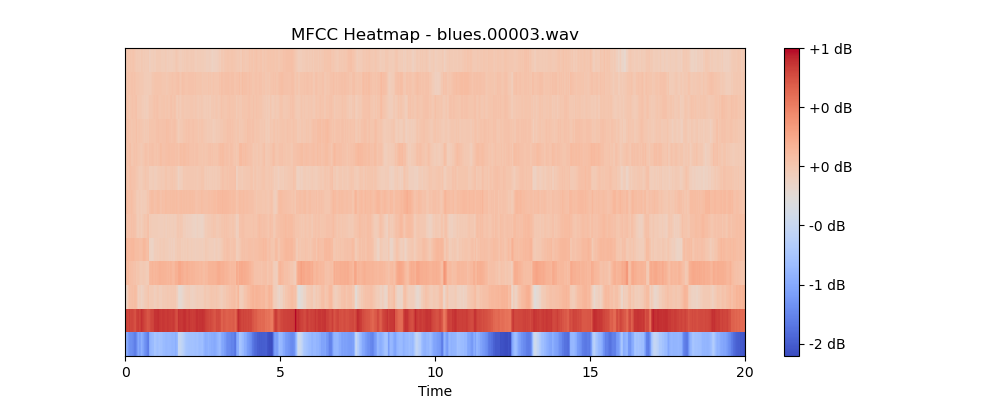 MFCC Heatmap - blues.00003.wav
+1 dB
+0 dB
+0 dB
-0 dB
-1 dB
-2 dB
0 5 10 15 20
Time